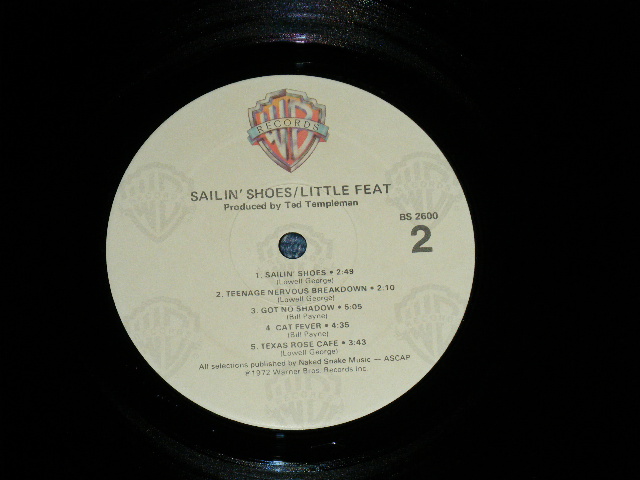 WB
RECORDS
SAILIN' SHOES/LITTLE FEAT
Produced by Ted Templeman
BS 2600
2
1. SAILIN' SHOES • 2:49
(Lowell George)
2. TEENAGE NERVOUS BREAKDOWN • 2:10
(Lowell George)
3. GOT NO SHADOW • 5:05
(Bill Payne)
4. CAT FEVER • 4:35
(Bill Payne)
5. TEXAS ROSE CAFE • 3:43
(Lowell George)
All selections published by Naked Snake Music — ASCAP
℗1972 Warner Bros. Records Inc.